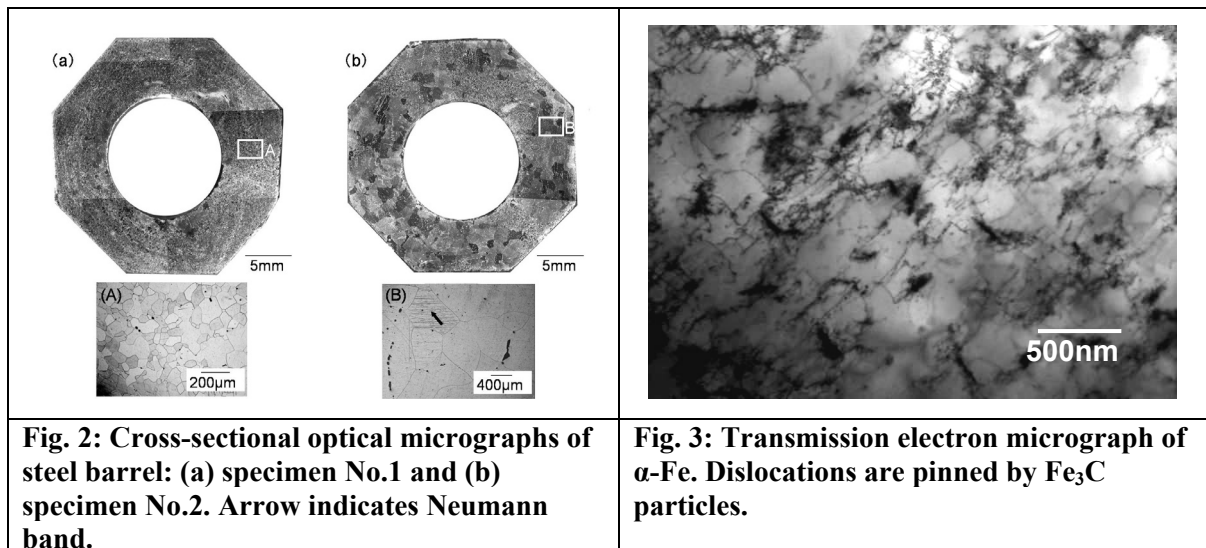 (a)
A
5mm
(b)
B
5mm
(A)
200μm
(B)
400μm
500nm
Fig. 2: Cross-sectional optical micrographs of
steel barrel: (a) specimen No.1 and (b)
specimen No.2. Arrow indicates Neumann
band.
Fig. 3: Transmission electron micrograph of
α-Fe. Dislocations are pinned by Fe₃C
particles.